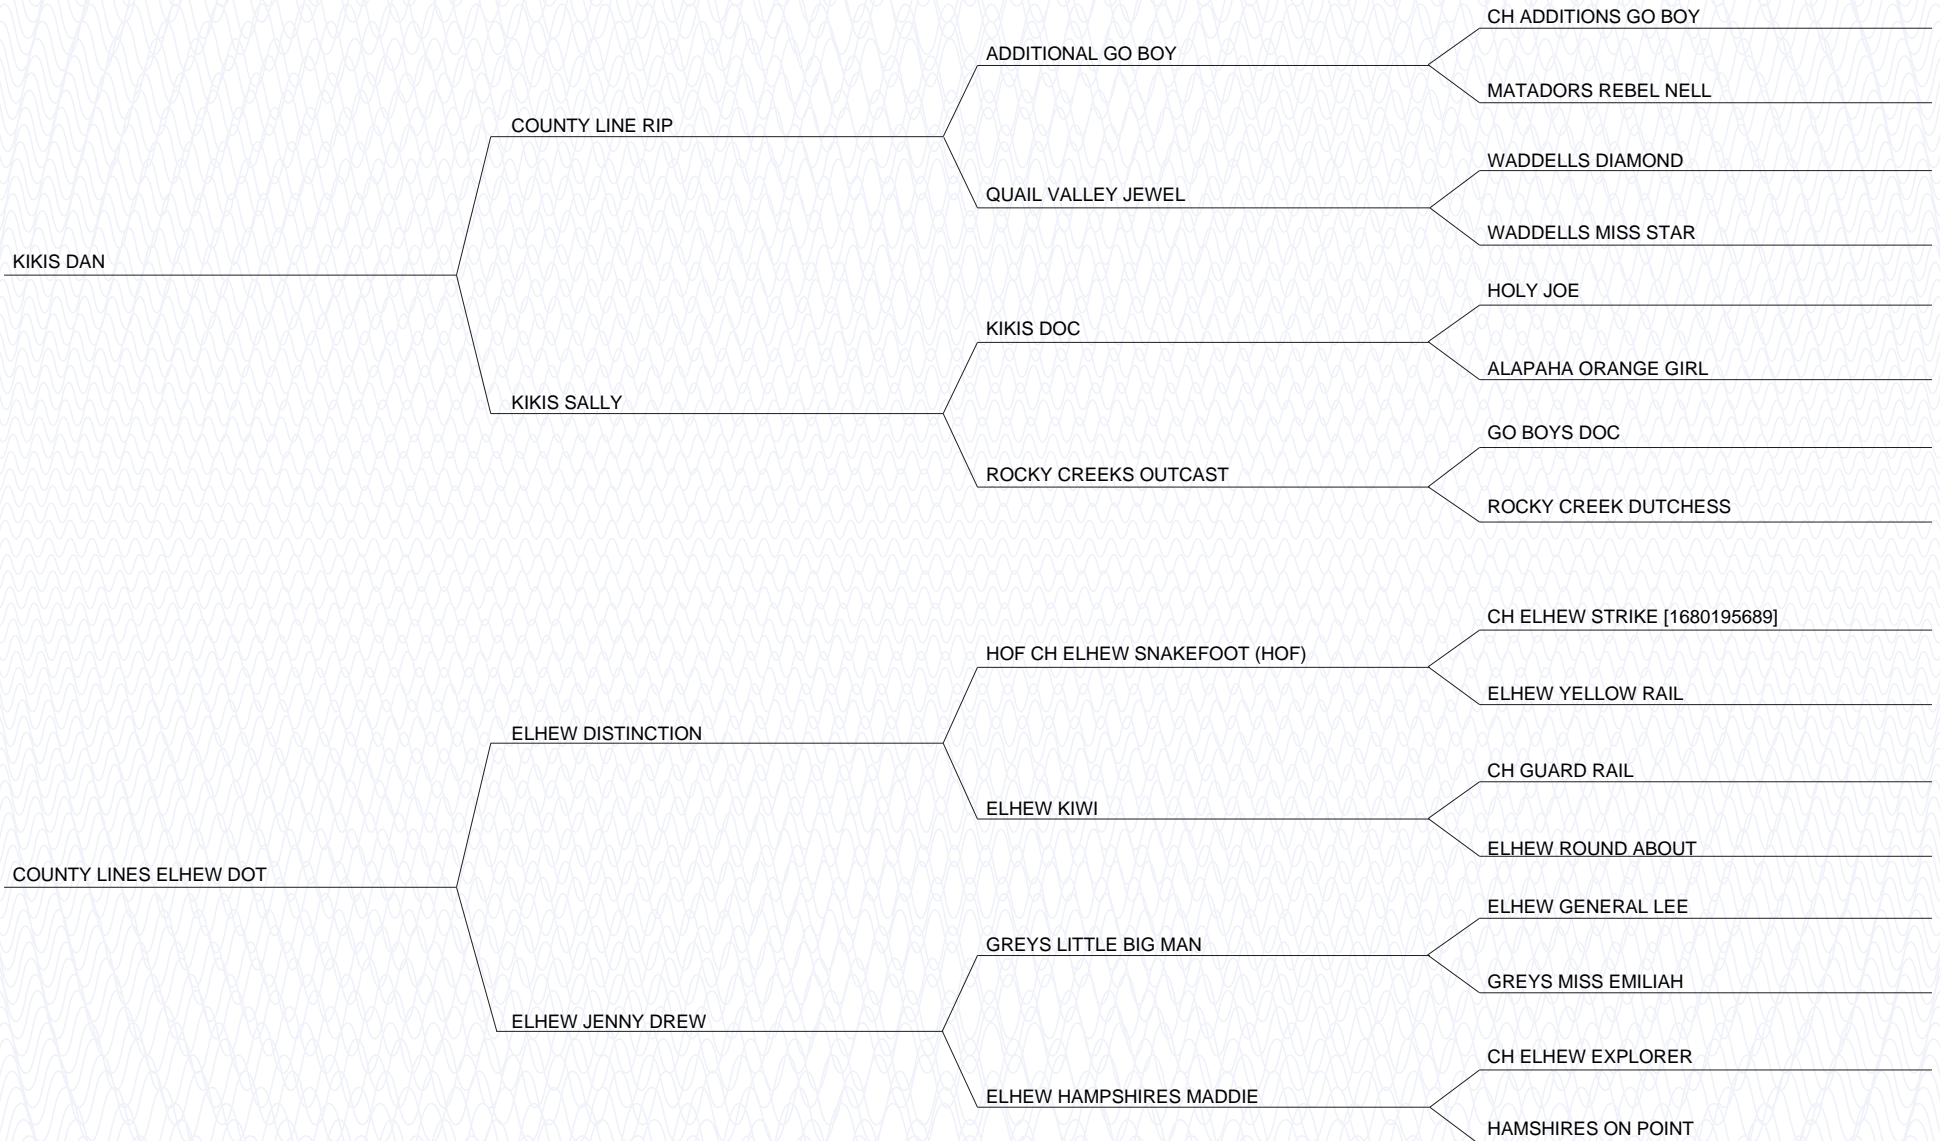 CH ADDITIONS GO BOY
ADDITIONAL GO BOY
MATADORS REBEL NELL
COUNTY LINE RIP
WADDELLS DIAMOND
QUAIL VALLEY JEWEL
WADDELLS MISS STAR
KIKIS DAN
HOLY JOE
KIKIS DOC
ALAPAHA ORANGE GIRL
KIKIS SALLY
GO BOYS DOC
ROCKY CREEKS OUTCAST
ROCKY CREEK DUTCHESS
CH ELHEW STRIKE [1680195689]
HOF CH ELHEW SNAKEFOOT (HOF)
ELHEW YELLOW RAIL
ELHEW DISTINCTION
CH GUARD RAIL
ELHEW KIWI
ELHEW ROUND ABOUT
COUNTY LINES ELHEW DOT
ELHEW GENERAL LEE
GREYS LITTLE BIG MAN
GREYS MISS EMILIAH
ELHEW JENNY DREW
CH ELHEW EXPLORER
ELHEW HAMPSHIRES MADDIE
HAMSHIRES ON POINT